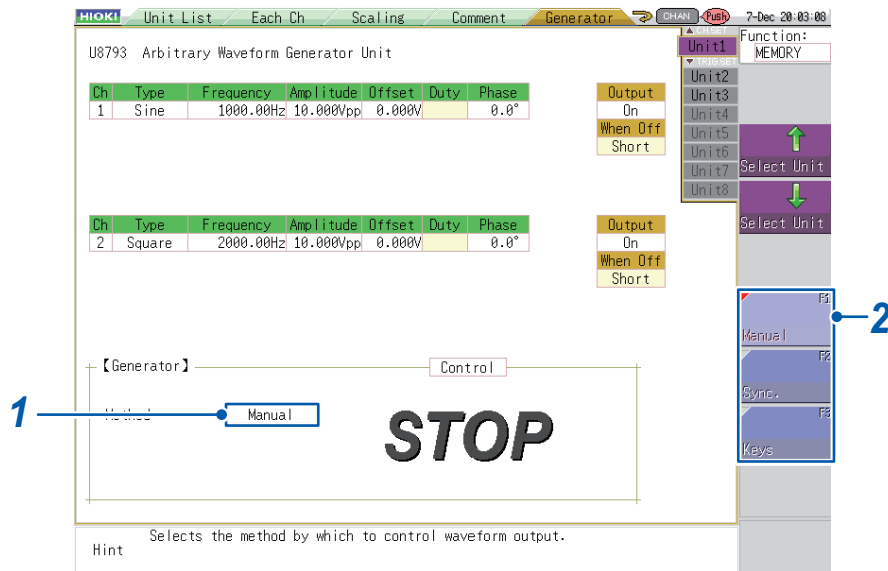 HIOKI Unit List Each Ch Scaling Comment Generator CHAN Push 7-Dec 20:03:08
▲ CH SET
Function:
MEMORY
U8793 Arbitrary Waveform Generator Unit
Unit1
▼ TRIG SET
Unit2
Unit3
Unit4
Unit5
Unit6
Unit7
Unit8
Ch Type Frequency Amplitude Offset Duty Phase
1 Sine 1000.00Hz 10.000Vpp 0.000V 0.0°
Output
On
When Off
Short
Select Unit
Select Unit
Ch Type Frequency Amplitude Offset Duty Phase
2 Square 2000.00Hz 10.000Vpp 0.000V 0.0°
Output
On
When Off
Short
F1
Manual
2
F2
Sync.
F3
Keys
【Generator】 Control
1 Method Manual
STOP
Hint Selects the method by which to control waveform output.